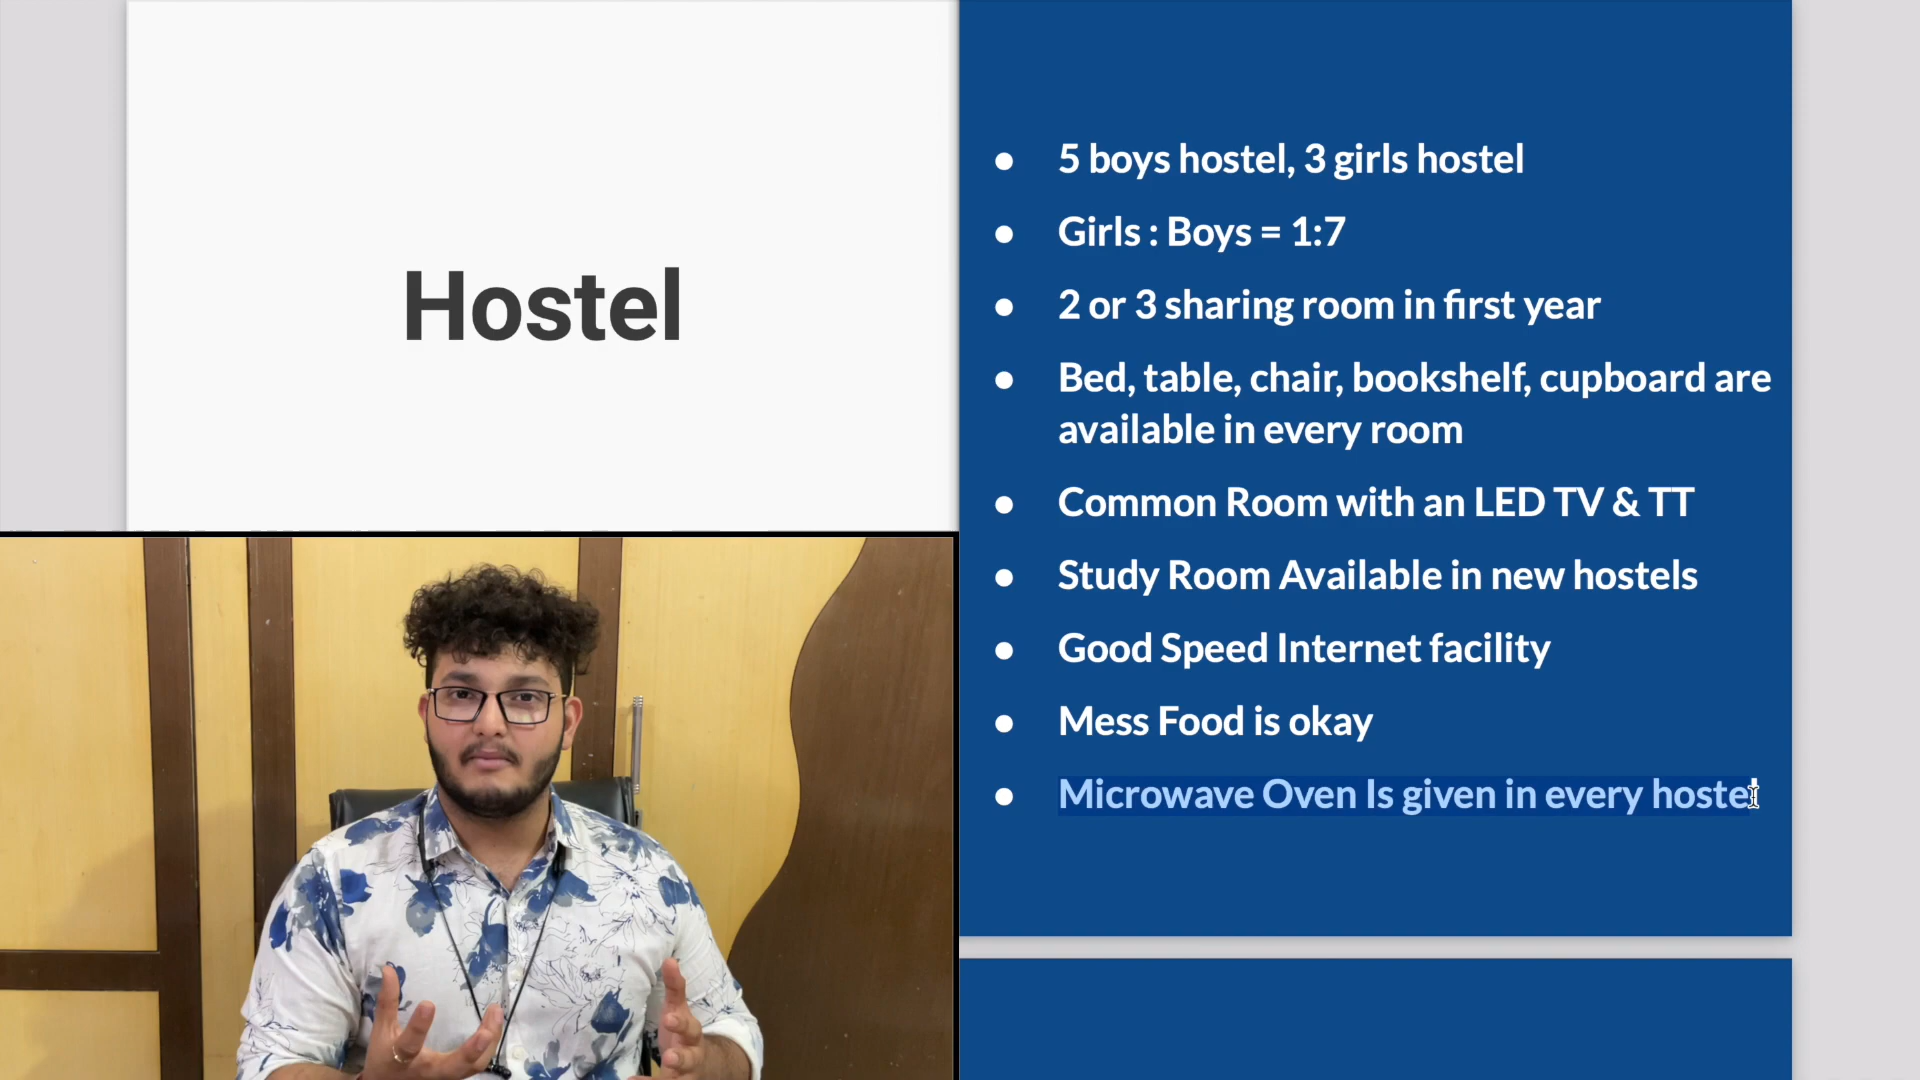 Hostel
5 boys hostel, 3 girls hostel
Girls : Boys = 1:7
2 or 3 sharing room in first year
Bed, table, chair, bookshelf, cupboard are
available in every room
Common Room with an LED TV & TT
Study Room Available in new hostels
Good Speed Internet facility
Mess Food is okay
Microwave Oven Is given in every hostel